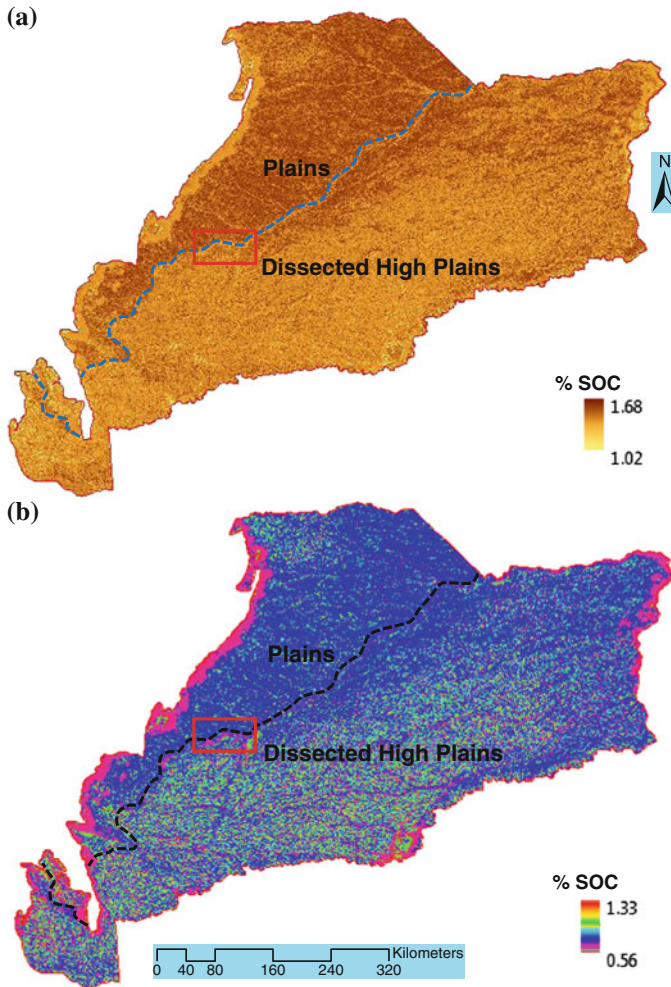 (a)
Plains
N
Dissected High Plains
% SOC
1.68
1.02
(b)
Plains
Dissected High Plains
% SOC
1.33
0.56
Kilometers
0 40 80 160 240 320